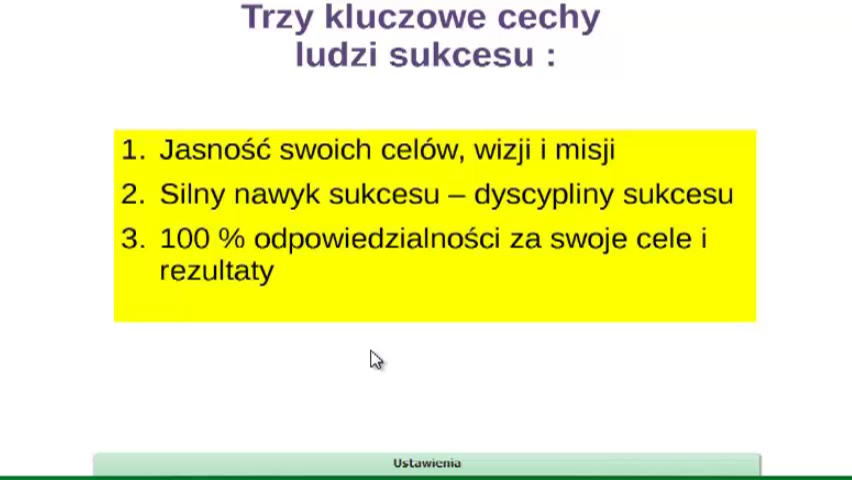 Trzy kluczowe cechy
ludzi sukcesu :
1. Jasność swoich celów, wizji i misji
2. Silny nawyk sukcesu – dyscypliny sukcesu
3. 100 % odpowiedzialności za swoje cele i
rezultaty
Ustawienia